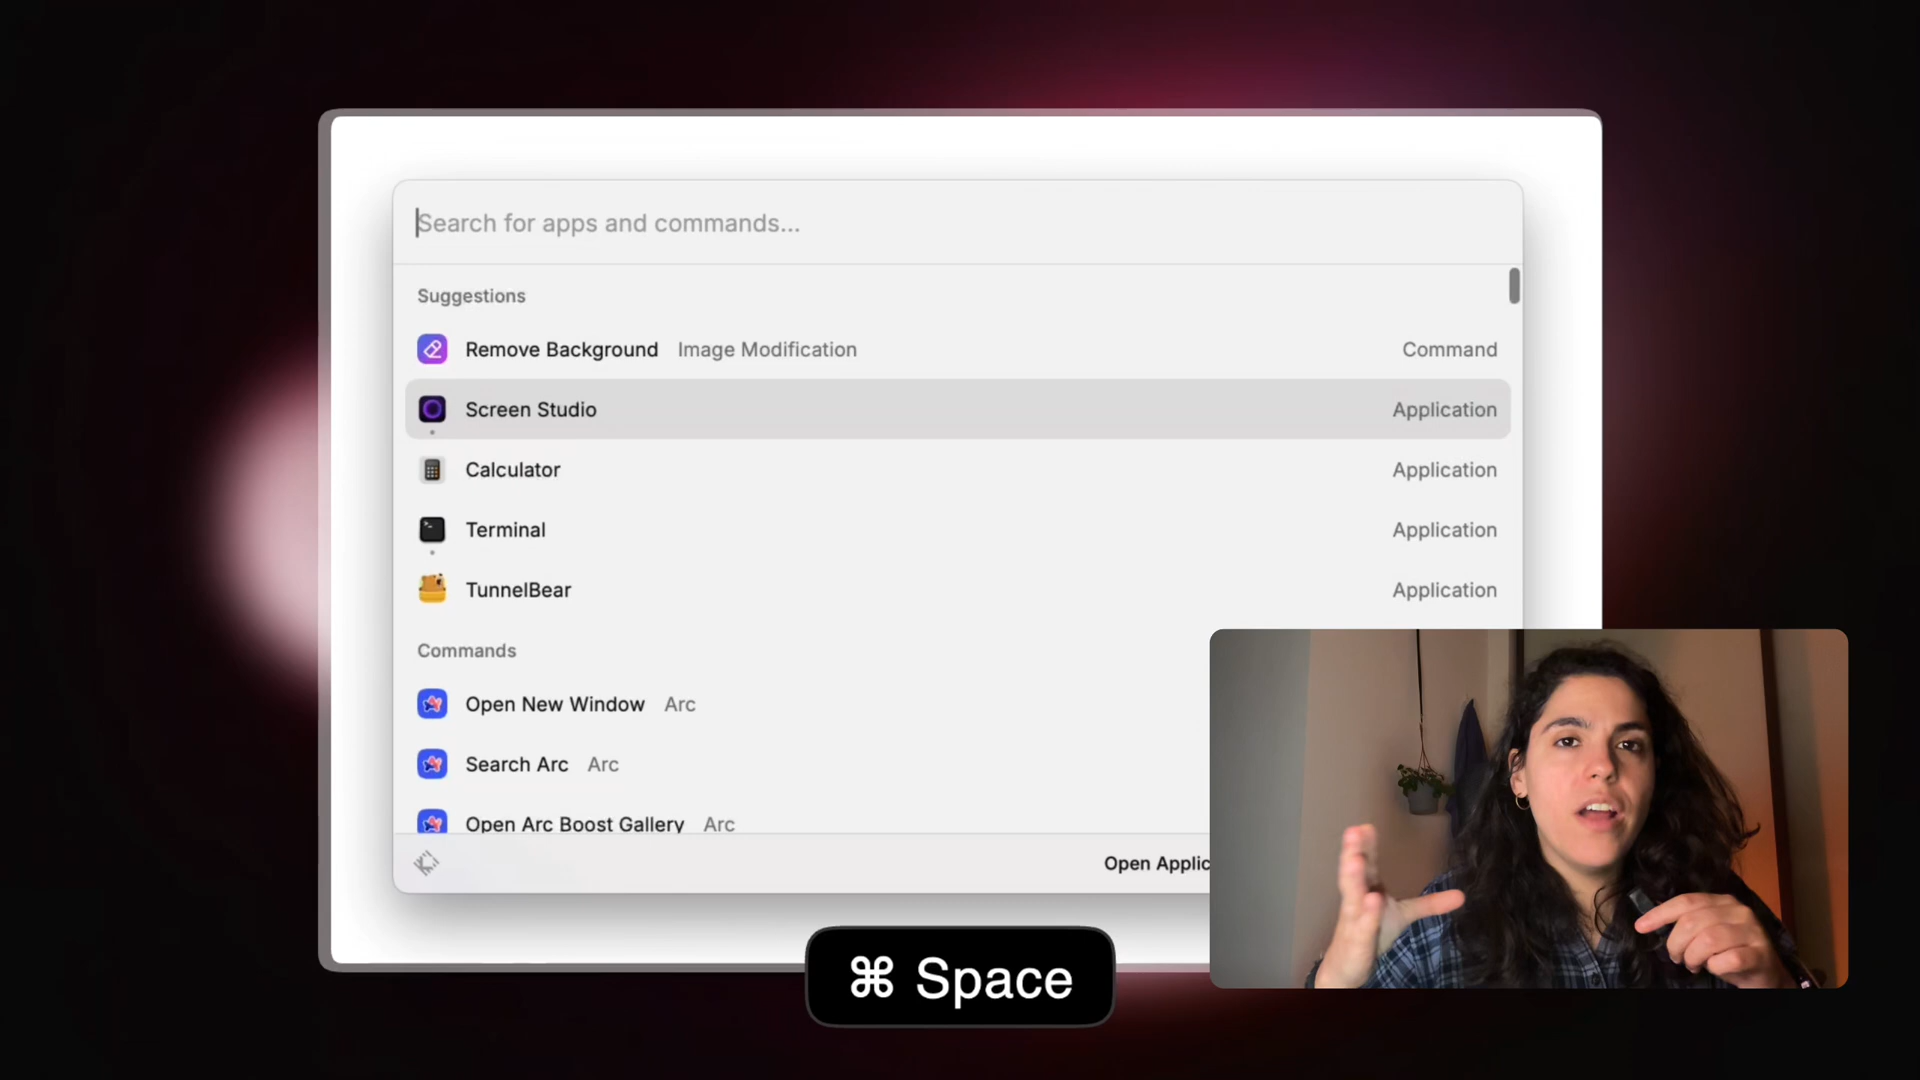 Search for apps and commands...
Suggestions
Remove Background Image Modification Command
Screen Studio Application
Calculator Application
Terminal Application
TunnelBear Application
Commands
Open New Window Arc
Search Arc Arc
Open Arc Boost Gallery Arc
Open Applic
⌘ Space